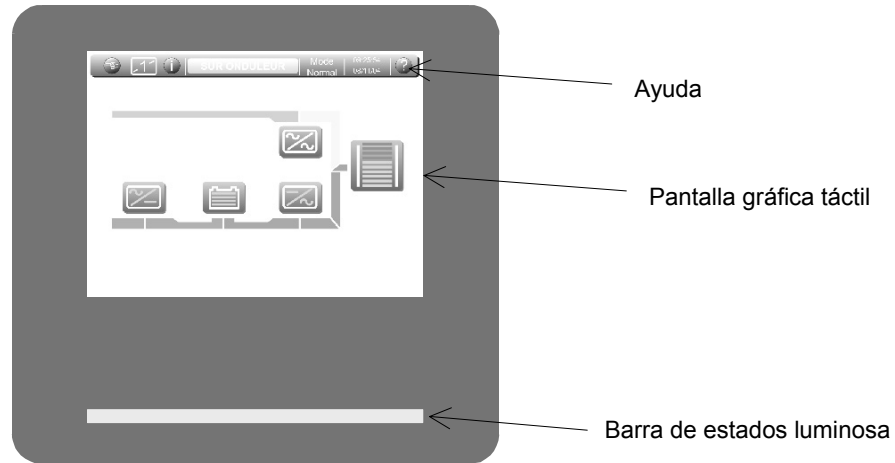 SUR ONDULEUR
Mode
Normal
?
Ayuda
Pantalla gráfica táctil
Barra de estados luminosa